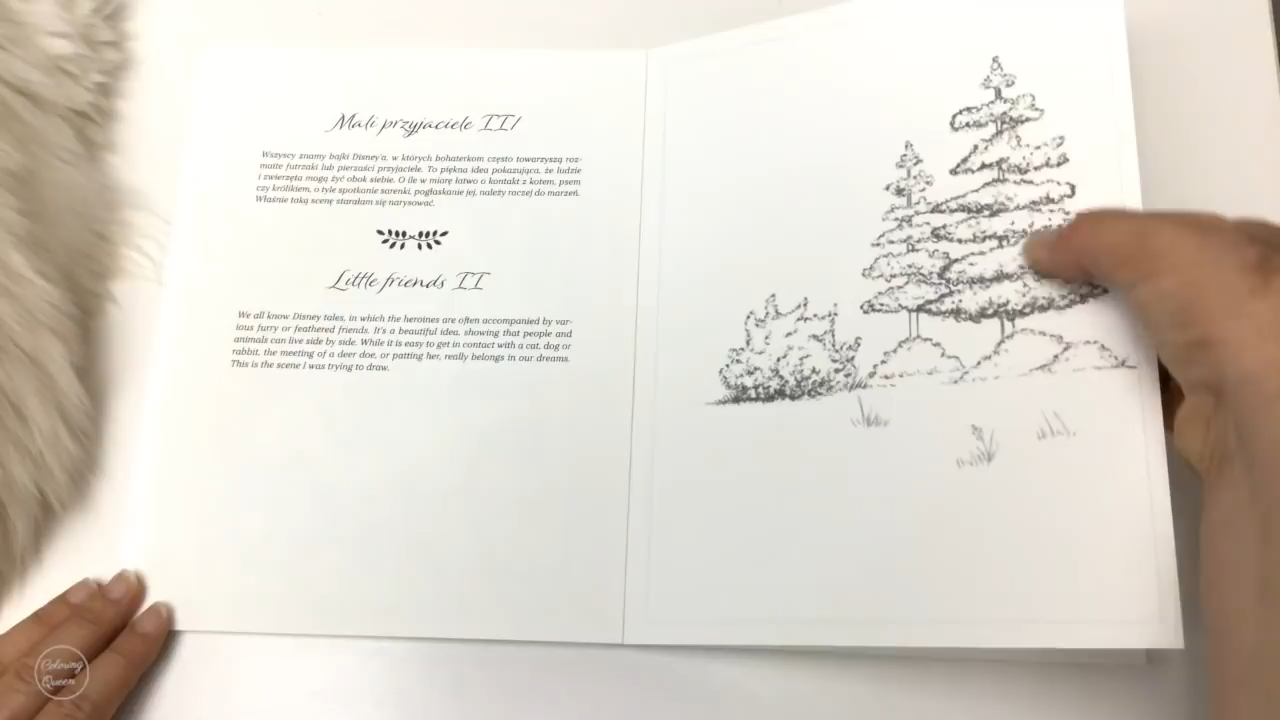 Mali przyjaciele II/
Wszyscy znamy bajki Disney'a, w których bohaterkom często towarzyszą roz-
maite futrzaki lub pierzaści przyjaciele. To piękna idea pokazująca, że ludzie
i zwierzęta mogą żyć obok siebie. O ile w miarę łatwo o kontakt z kotem, psem
czy królikiem, o tyle spotkanie sarenki, pogłaskanie jej, należy raczej do marzeń.
Właśnie taką scenę starałam się narysować.
Little friends II
We all know Disney tales, in which the heroines are often accompanied by var-
ious furry or feathered friends. It's a beautiful idea, showing that people and
animals can live side by side. While it is easy to get in contact with a cat, dog or
rabbit, the meeting of a deer doe, or patting her, really belongs in our dreams.
This is the scene I was trying to draw.
Coloring
Queen